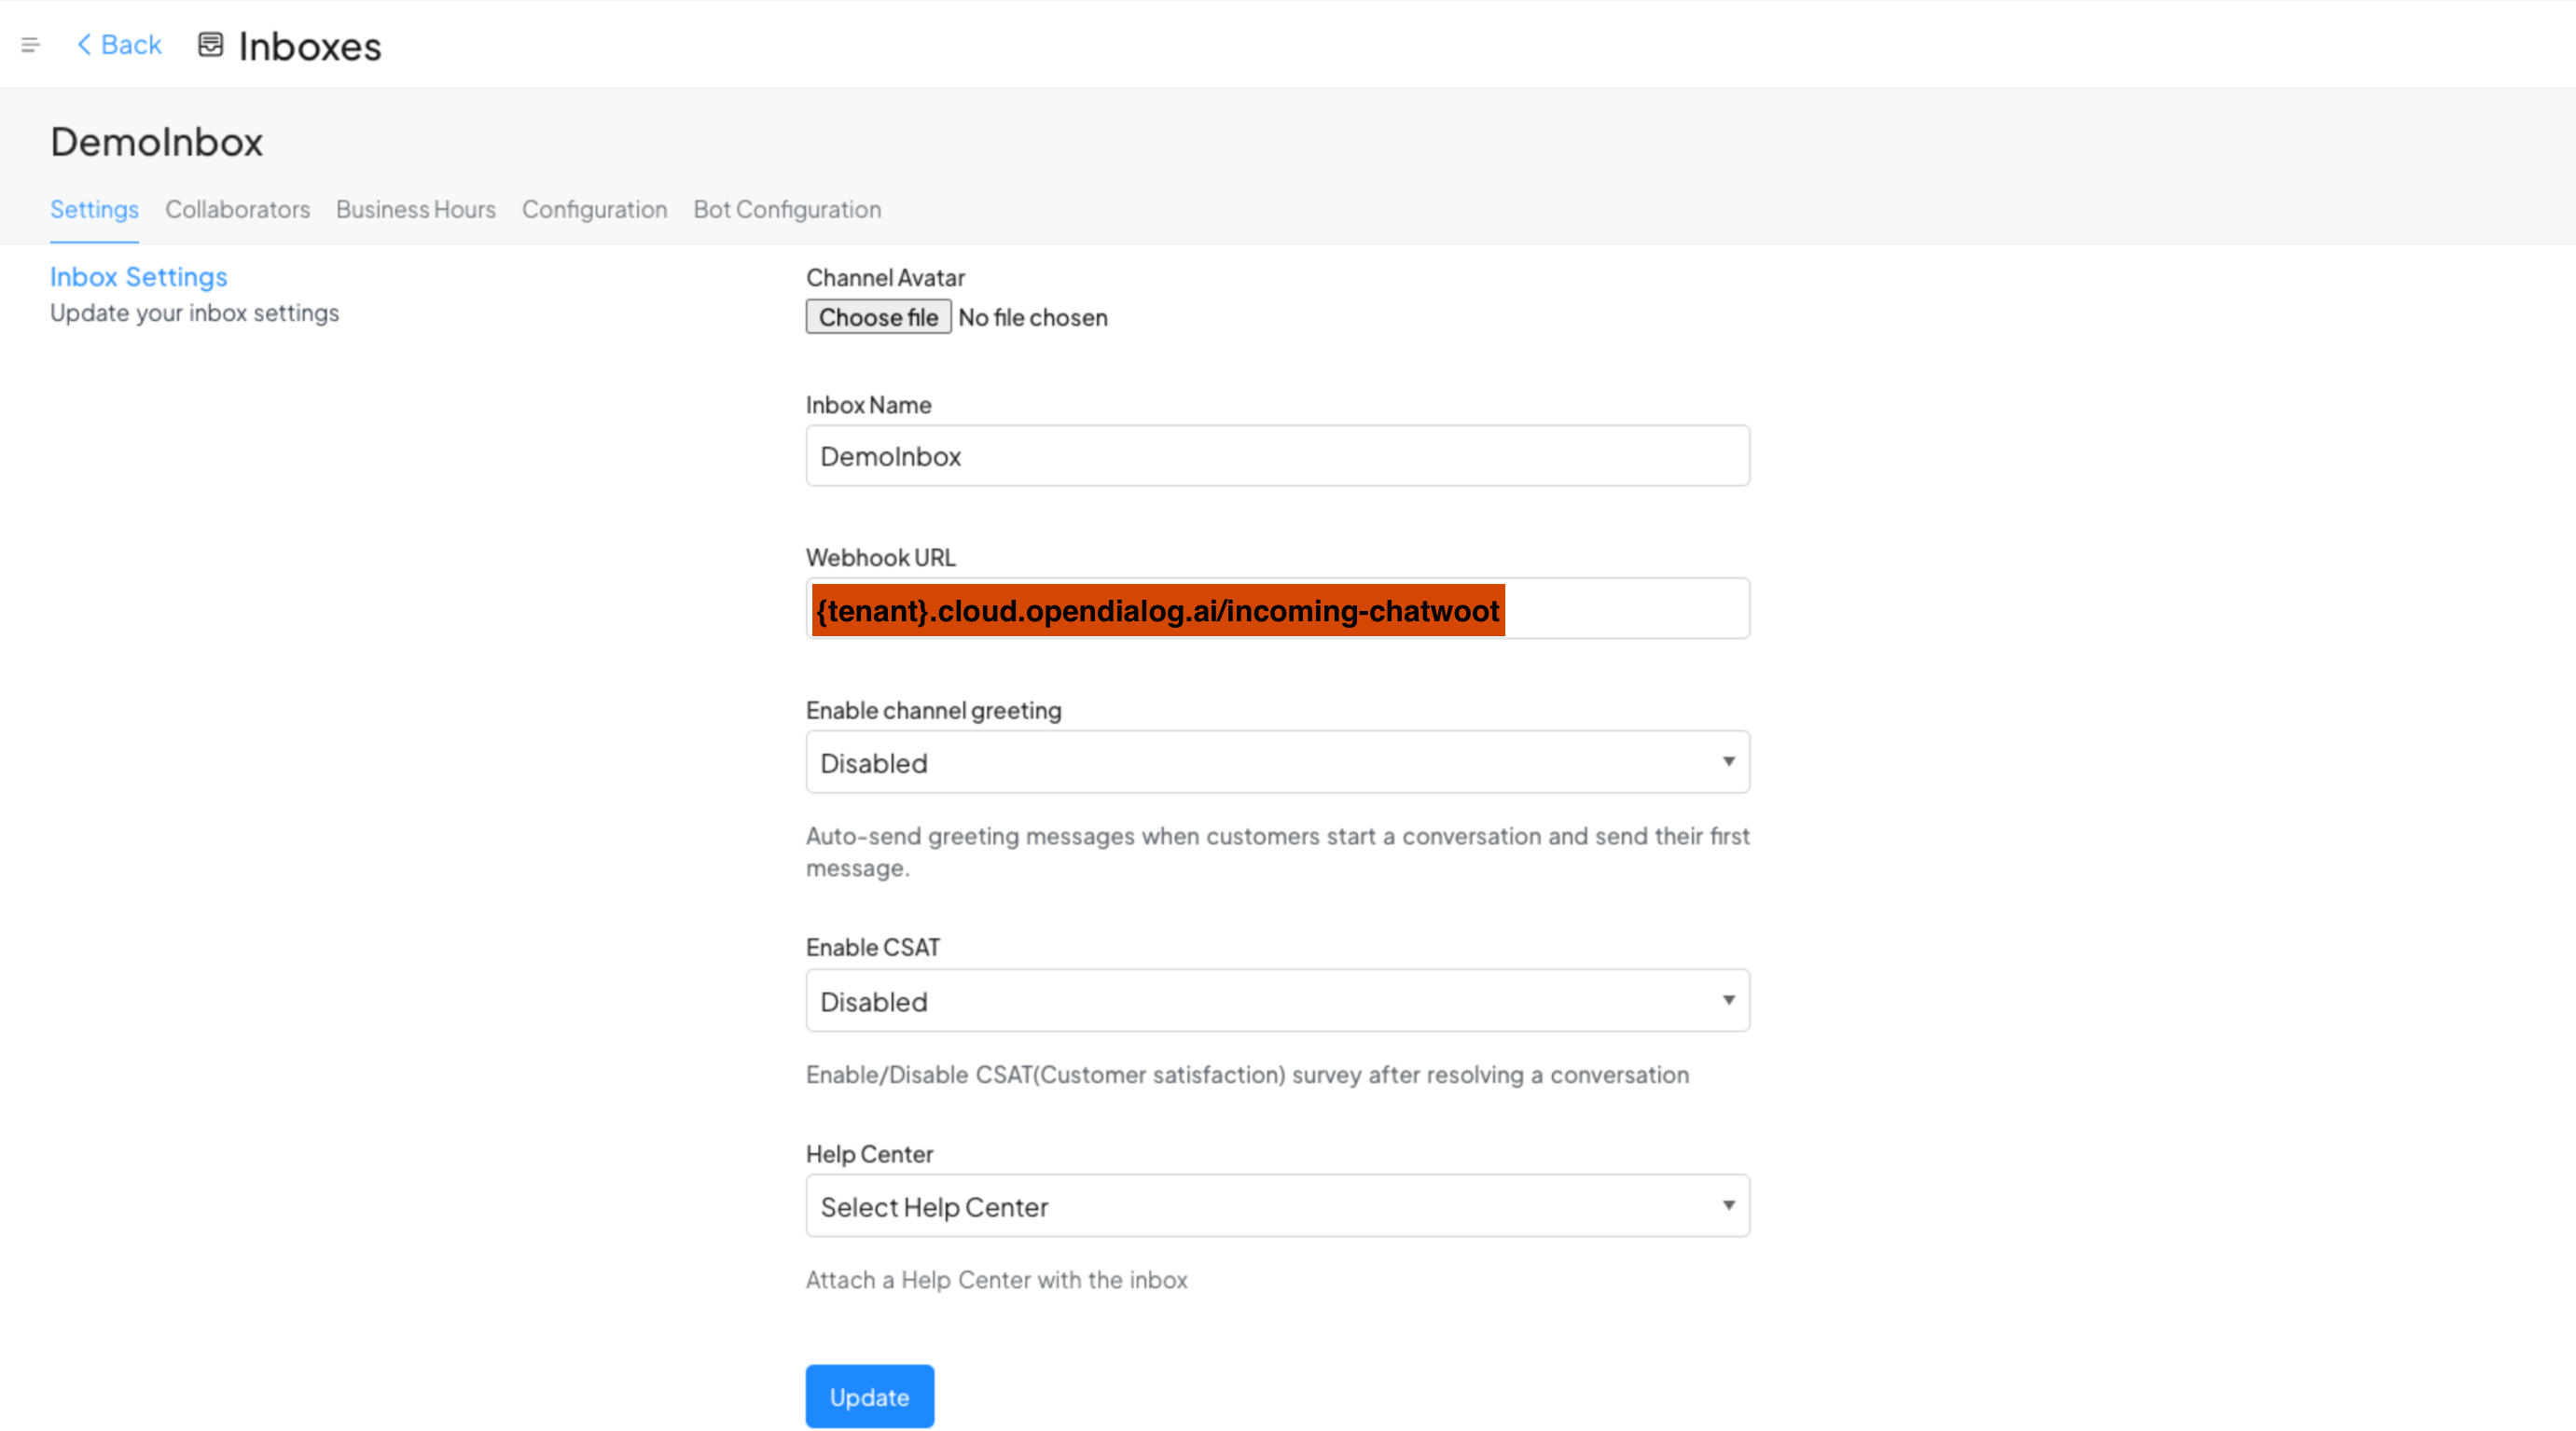 Back
Inboxes
DemoInbox
Settings Collaborators Business Hours Configuration Bot Configuration
Inbox Settings
Update your inbox settings
Channel Avatar
Choose file No file chosen
Inbox Name
DemoInbox
Webhook URL
{tenant}.cloud.opendialog.ai/incoming-chatwoot
Enable channel greeting
Disabled
Auto-send greeting messages when customers start a conversation and send their first
message.
Enable CSAT
Disabled
Enable/Disable CSAT(Customer satisfaction) survey after resolving a conversation
Help Center
Select Help Center
Attach a Help Center with the inbox
Update